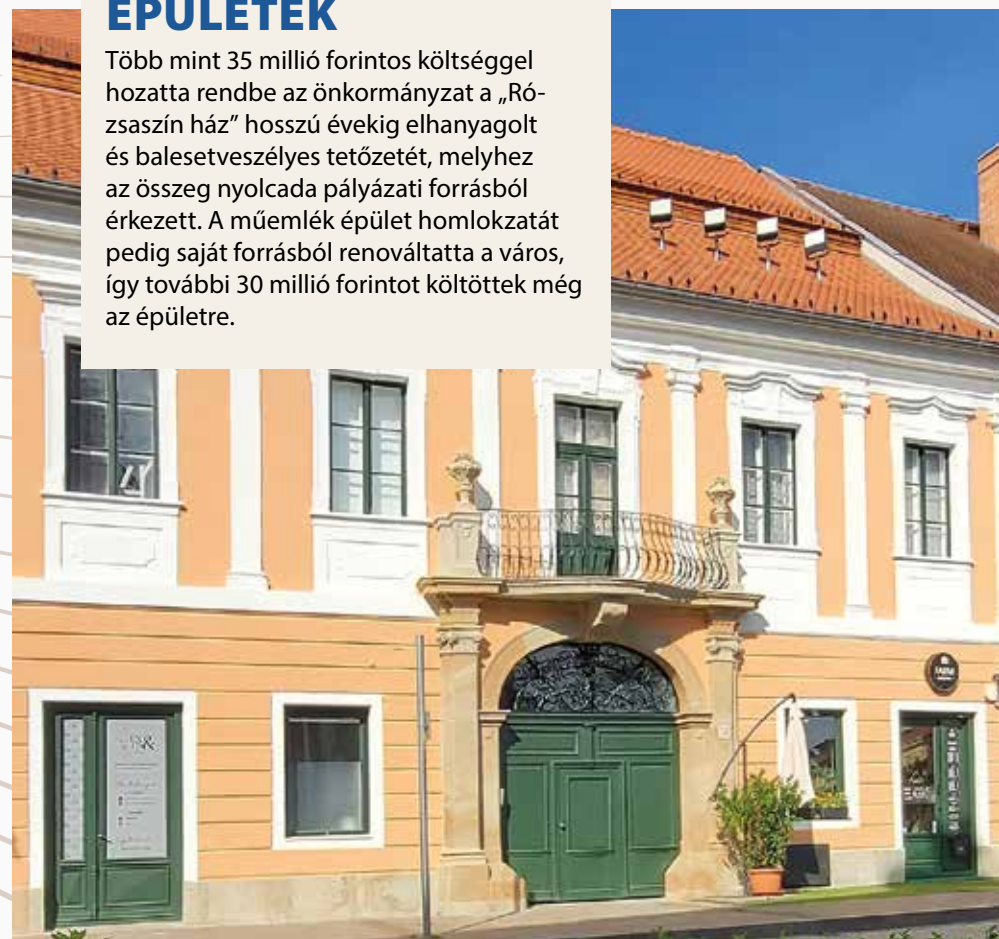 ÉPÜLETEK
Több mint 35 millió forintos költséggel
hozatta rendbe az önkormányzat a „Ró-
zsaszín ház” hosszú évekig elhanyagolt
és balesetveszélyes tetőzetét, melyhez
az összeg nyolcada pályázati forrásból
érkezett. A műemlék épület homlokzatát
pedig saját forrásból renováltatta a város,
így további 30 millió forintot költöttek még
az épületre.